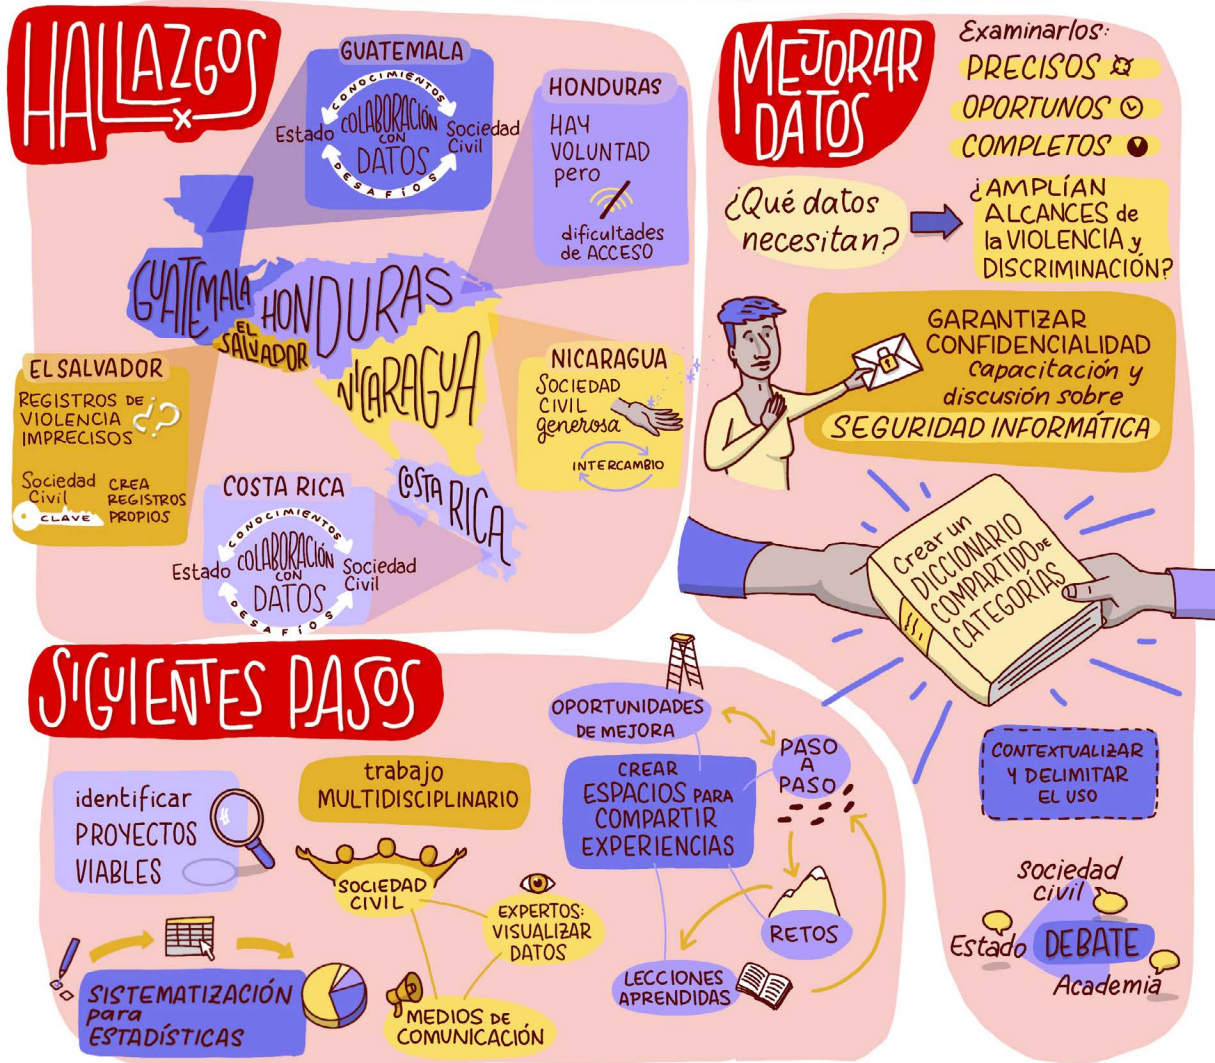 HALLAZGOS
GUATEMALA
CONOCIMIENTOS
Estado
COLABORACIÓN
CON
DATOS
Sociedad
Civil
DESAFÍOS
HONDURAS
HAY
VOLUNTAD
pero
dificultades
de ACCESO
GUATEMALA
HONDURAS
EL
SALVADOR
NICARAGUA
COSTA RICA
EL SALVADOR
REGISTROS DE
VIOLENCIA
IMPRECISOS
¿?
Sociedad
Civil
CLAVE
CREA
REGISTROS
PROPIOS
NICARAGUA
SOCIEDAD
CIVIL
generosa
INTERCAMBIO
COSTA RICA
CONOCIMIENTOS
Estado
COLABORACIÓN
CON
DATOS
Sociedad
Civil
DESAFÍOS
MEJORAR
DATOS
Examinarlos:
PRECISOS
OPORTUNOS
COMPLETOS
¿Qué datos
necesitan?
¿AMPLÍAN
ALCANCES de
la VIOLENCIA y
DISCRIMINACIÓN?
GARANTIZAR
CONFIDENCIALIDAD
capacitación y
discusión sobre
SEGURIDAD INFORMÁTICA
Crear un
DICCIONARIO
COMPARTIDO DE
CATEGORÍAS
CONTEXTUALIZAR
Y DELIMITAR
EL USO
sociedad
civil
Estado
DEBATE
Academia
SIGUIENTES PASOS
identificar
PROYECTOS
VIABLES
trabajo
MULTIDISCIPLINARIO
SOCIEDAD
CIVIL
EXPERTOS:
VISUALIZAR
DATOS
MEDIOS DE
COMUNICACIÓN
SISTEMATIZACIÓN
para
ESTADÍSTICAS
OPORTUNIDADES
DE MEJORA
CREAR
ESPACIOS PARA
COMPARTIR
EXPERIENCIAS
PASO
A
PASO
RETOS
LECCIONES
APRENDIDAS